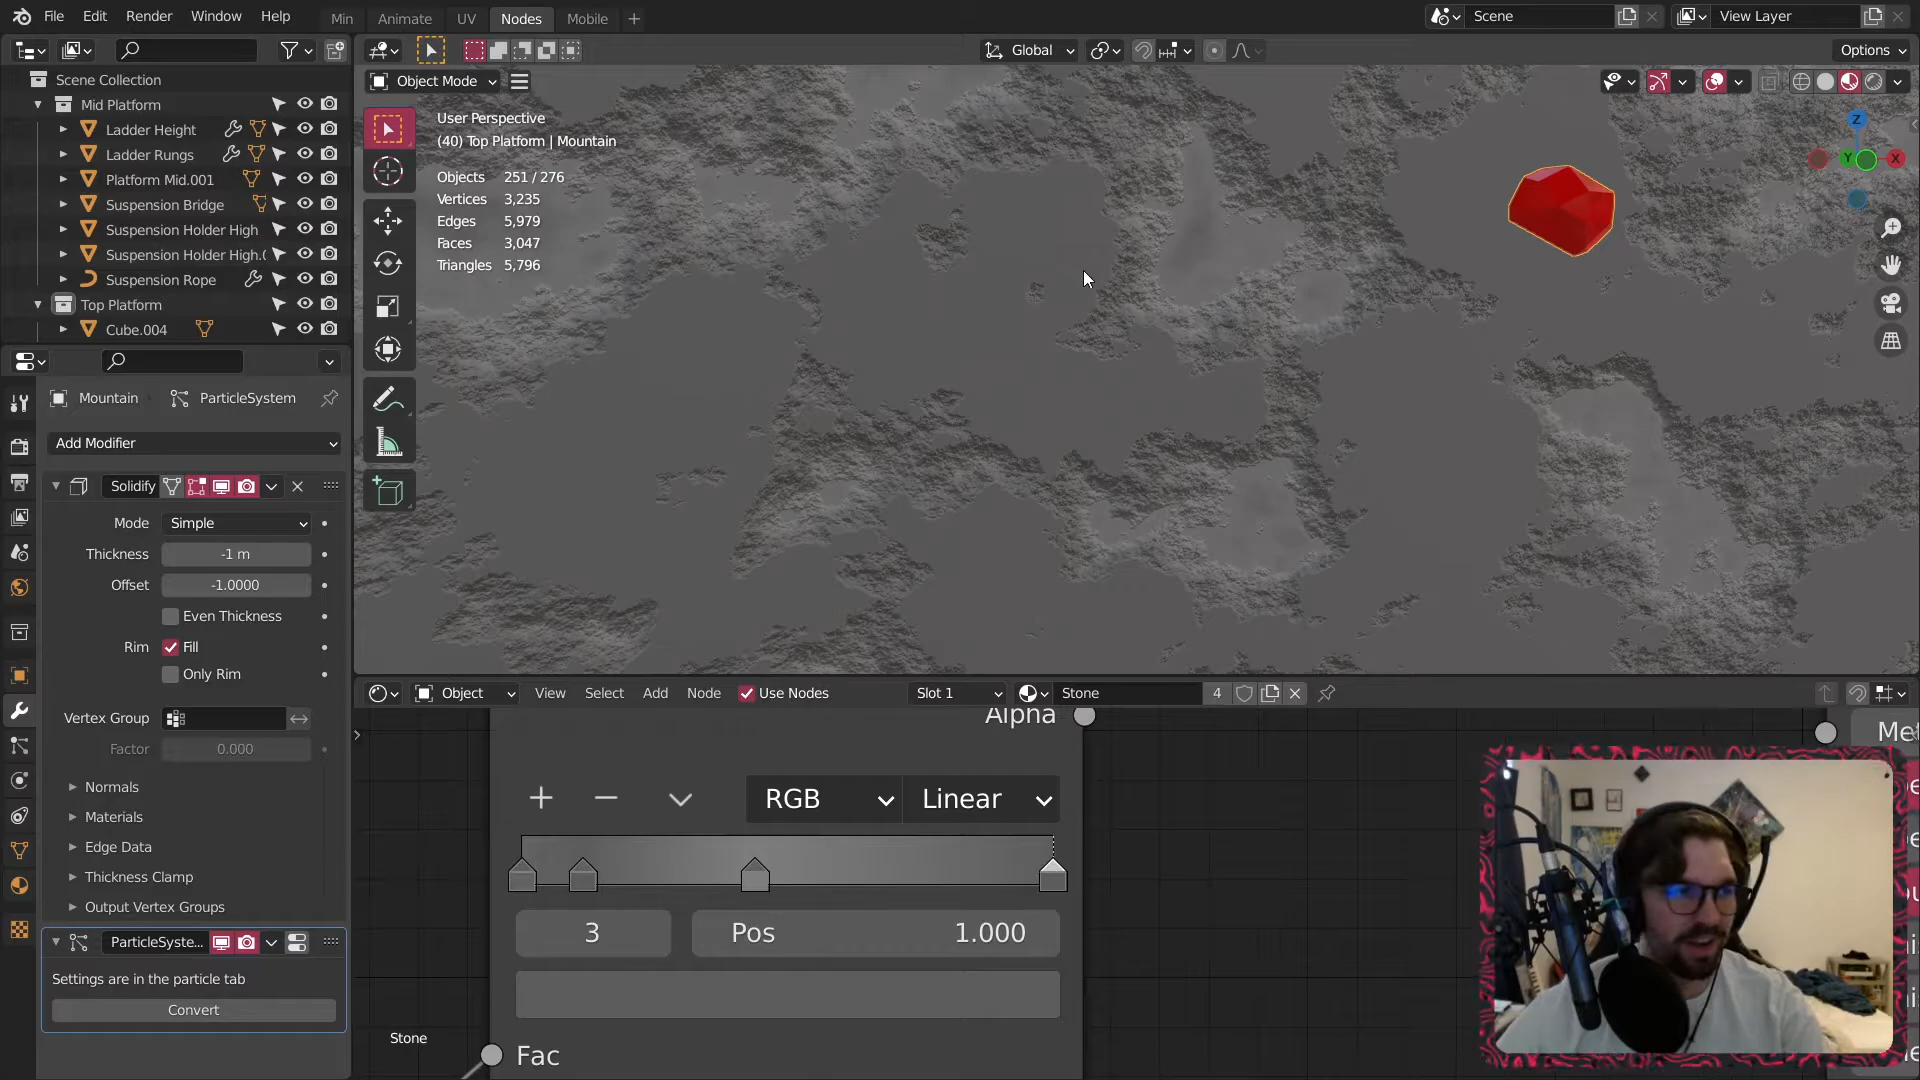 File Edit Render Window Help
Min Animate UV Nodes Mobile +
Scene
View Layer
Global
Options
Scene Collection
Mid Platform
Ladder Height
Ladder Rungs
Platform Mid.001
Suspension Bridge
Suspension Holder High
Suspension Holder High.
Suspension Rope
Top Platform
Cube.004
Object Mode
User Perspective
(40) Top Platform | Mountain
Objects 251 / 276
Vertices 3,235
Edges 5,979
Faces 3,047
Triangles 5,796
Z
Y
X
Mountain
ParticleSystem
Add Modifier
Solidify
Mode Simple
Thickness -1 m
Offset -1.0000
Even Thickness
Rim Fill
Only Rim
Vertex Group
Factor 0.000
Normals
Materials
Edge Data
Thickness Clamp
Output Vertex Groups
ParticleSyste...
Settings are in the particle tab
Convert
Object View Select Add Node Use Nodes Slot 1 Stone 4
Alpha
RGB Linear
3 Pos 1.000
Stone
Fac